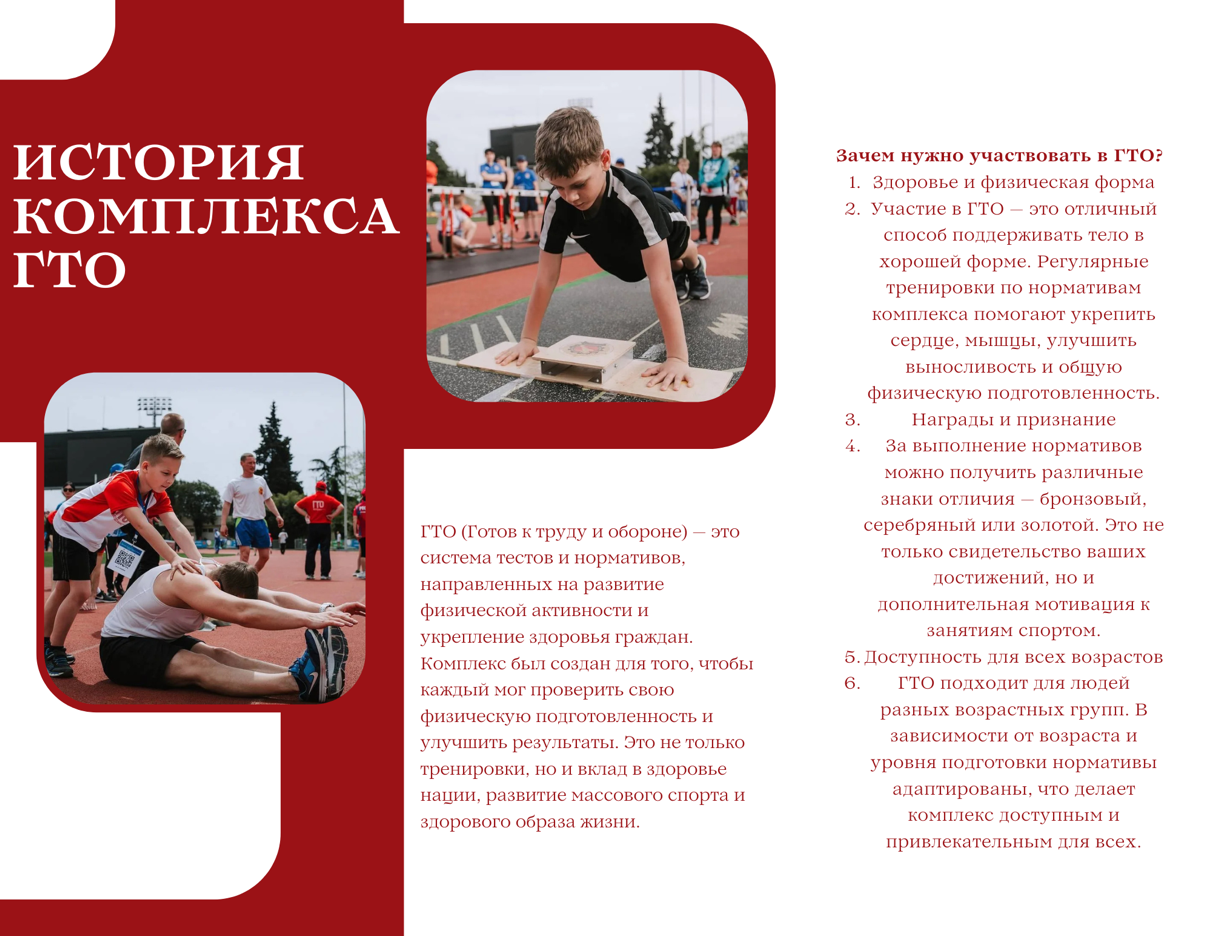 ИСТОРИЯ
КОМПЛЕКСА
ГТО
ГТО (Готов к труду и обороне) – это
система тестов и нормативов,
направленных на развитие
физической активности и
укрепление здоровья граждан.
Комплекс был создан для того, чтобы
каждый мог проверить свою
физическую подготовленность и
улучшить результаты. Это не только
тренировки, но и вклад в здоровье
нации, развитие массового спорта и
здорового образа жизни.
Зачем нужно участвовать в ГТО?
1. Здоровье и физическая форма
2. Участие в ГТО – это отличный
способ поддерживать тело в
хорошей форме. Регулярные
тренировки по нормативам
комплекса помогают укрепить
сердце, мышцы, улучшить
выносливость и общую
физическую подготовленность.
3. Награды и признание
4. За выполнение нормативов
можно получить различные
знаки отличия – бронзовый,
серебряный или золотой. Это не
только свидетельство ваших
достижений, но и
дополнительная мотивация к
занятиям спортом.
5. Доступность для всех возрастов
6. ГТО подходит для людей
разных возрастных групп. В
зависимости от возраста и
уровня подготовки нормативы
адаптированы, что делает
комплекс доступным и
привлекательным для всех.
ГТО